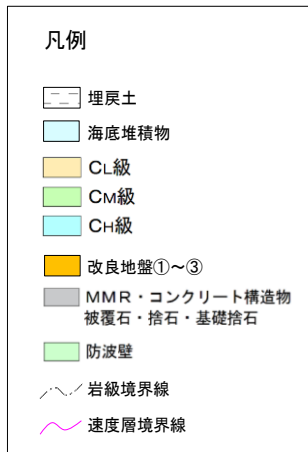 凡例
埋戻土
海底堆積物
CL級
CM級
CH級
改良地盤①～③
MMR・コンクリート構造物
被覆石・捨石・基礎捨石
防波壁
岩級境界線
速度層境界線